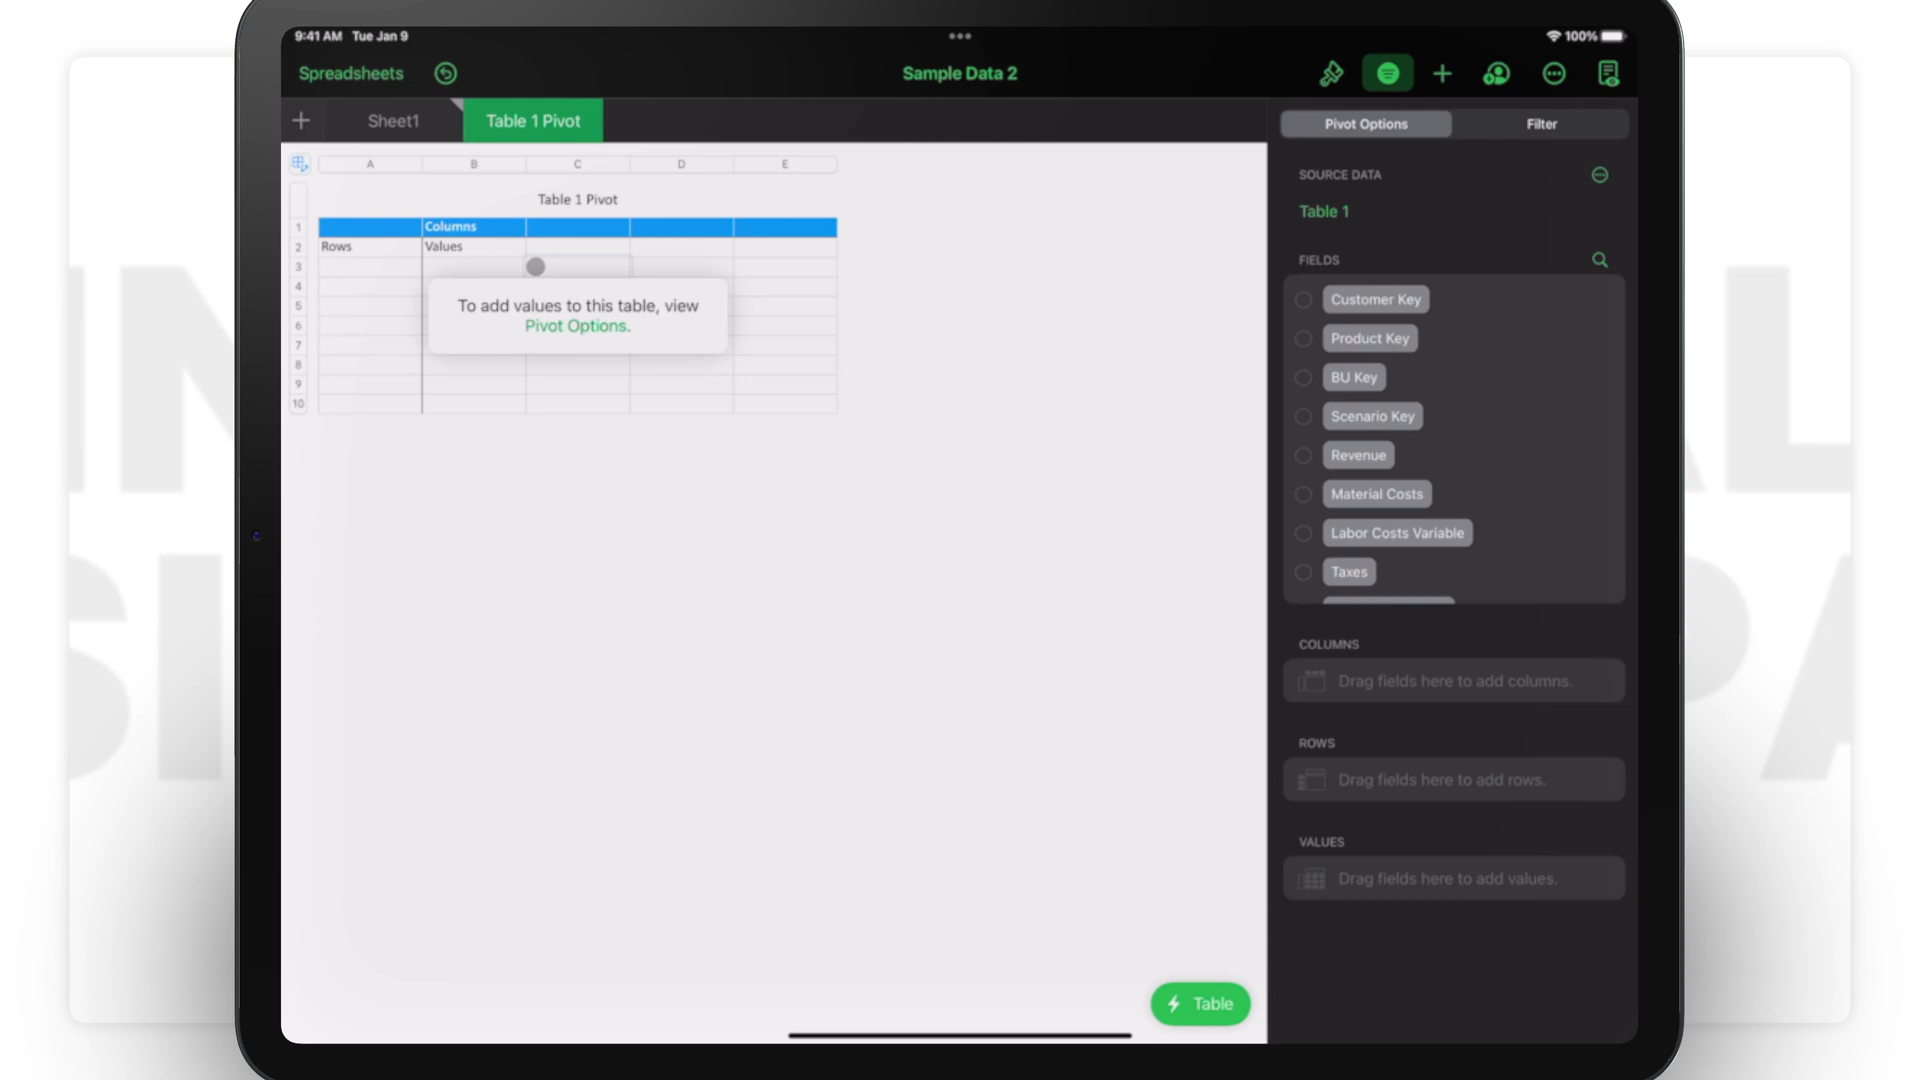 9:41 AM Tue Jan 9
100%
Spreadsheets
Sample Data 2
Sheet1
Table 1 Pivot
Pivot Options
Filter
A B C D E
Table 1 Pivot
1 Columns
2 Rows Values
3
4
5
6
7
8
9
10
To add values to this table, view
Pivot Options.
SOURCE DATA
Table 1
FIELDS
Customer Key
Product Key
BU Key
Scenario Key
Revenue
Material Costs
Labor Costs Variable
Taxes
COLUMNS
Drag fields here to add columns.
ROWS
Drag fields here to add rows.
VALUES
Drag fields here to add values.
Table